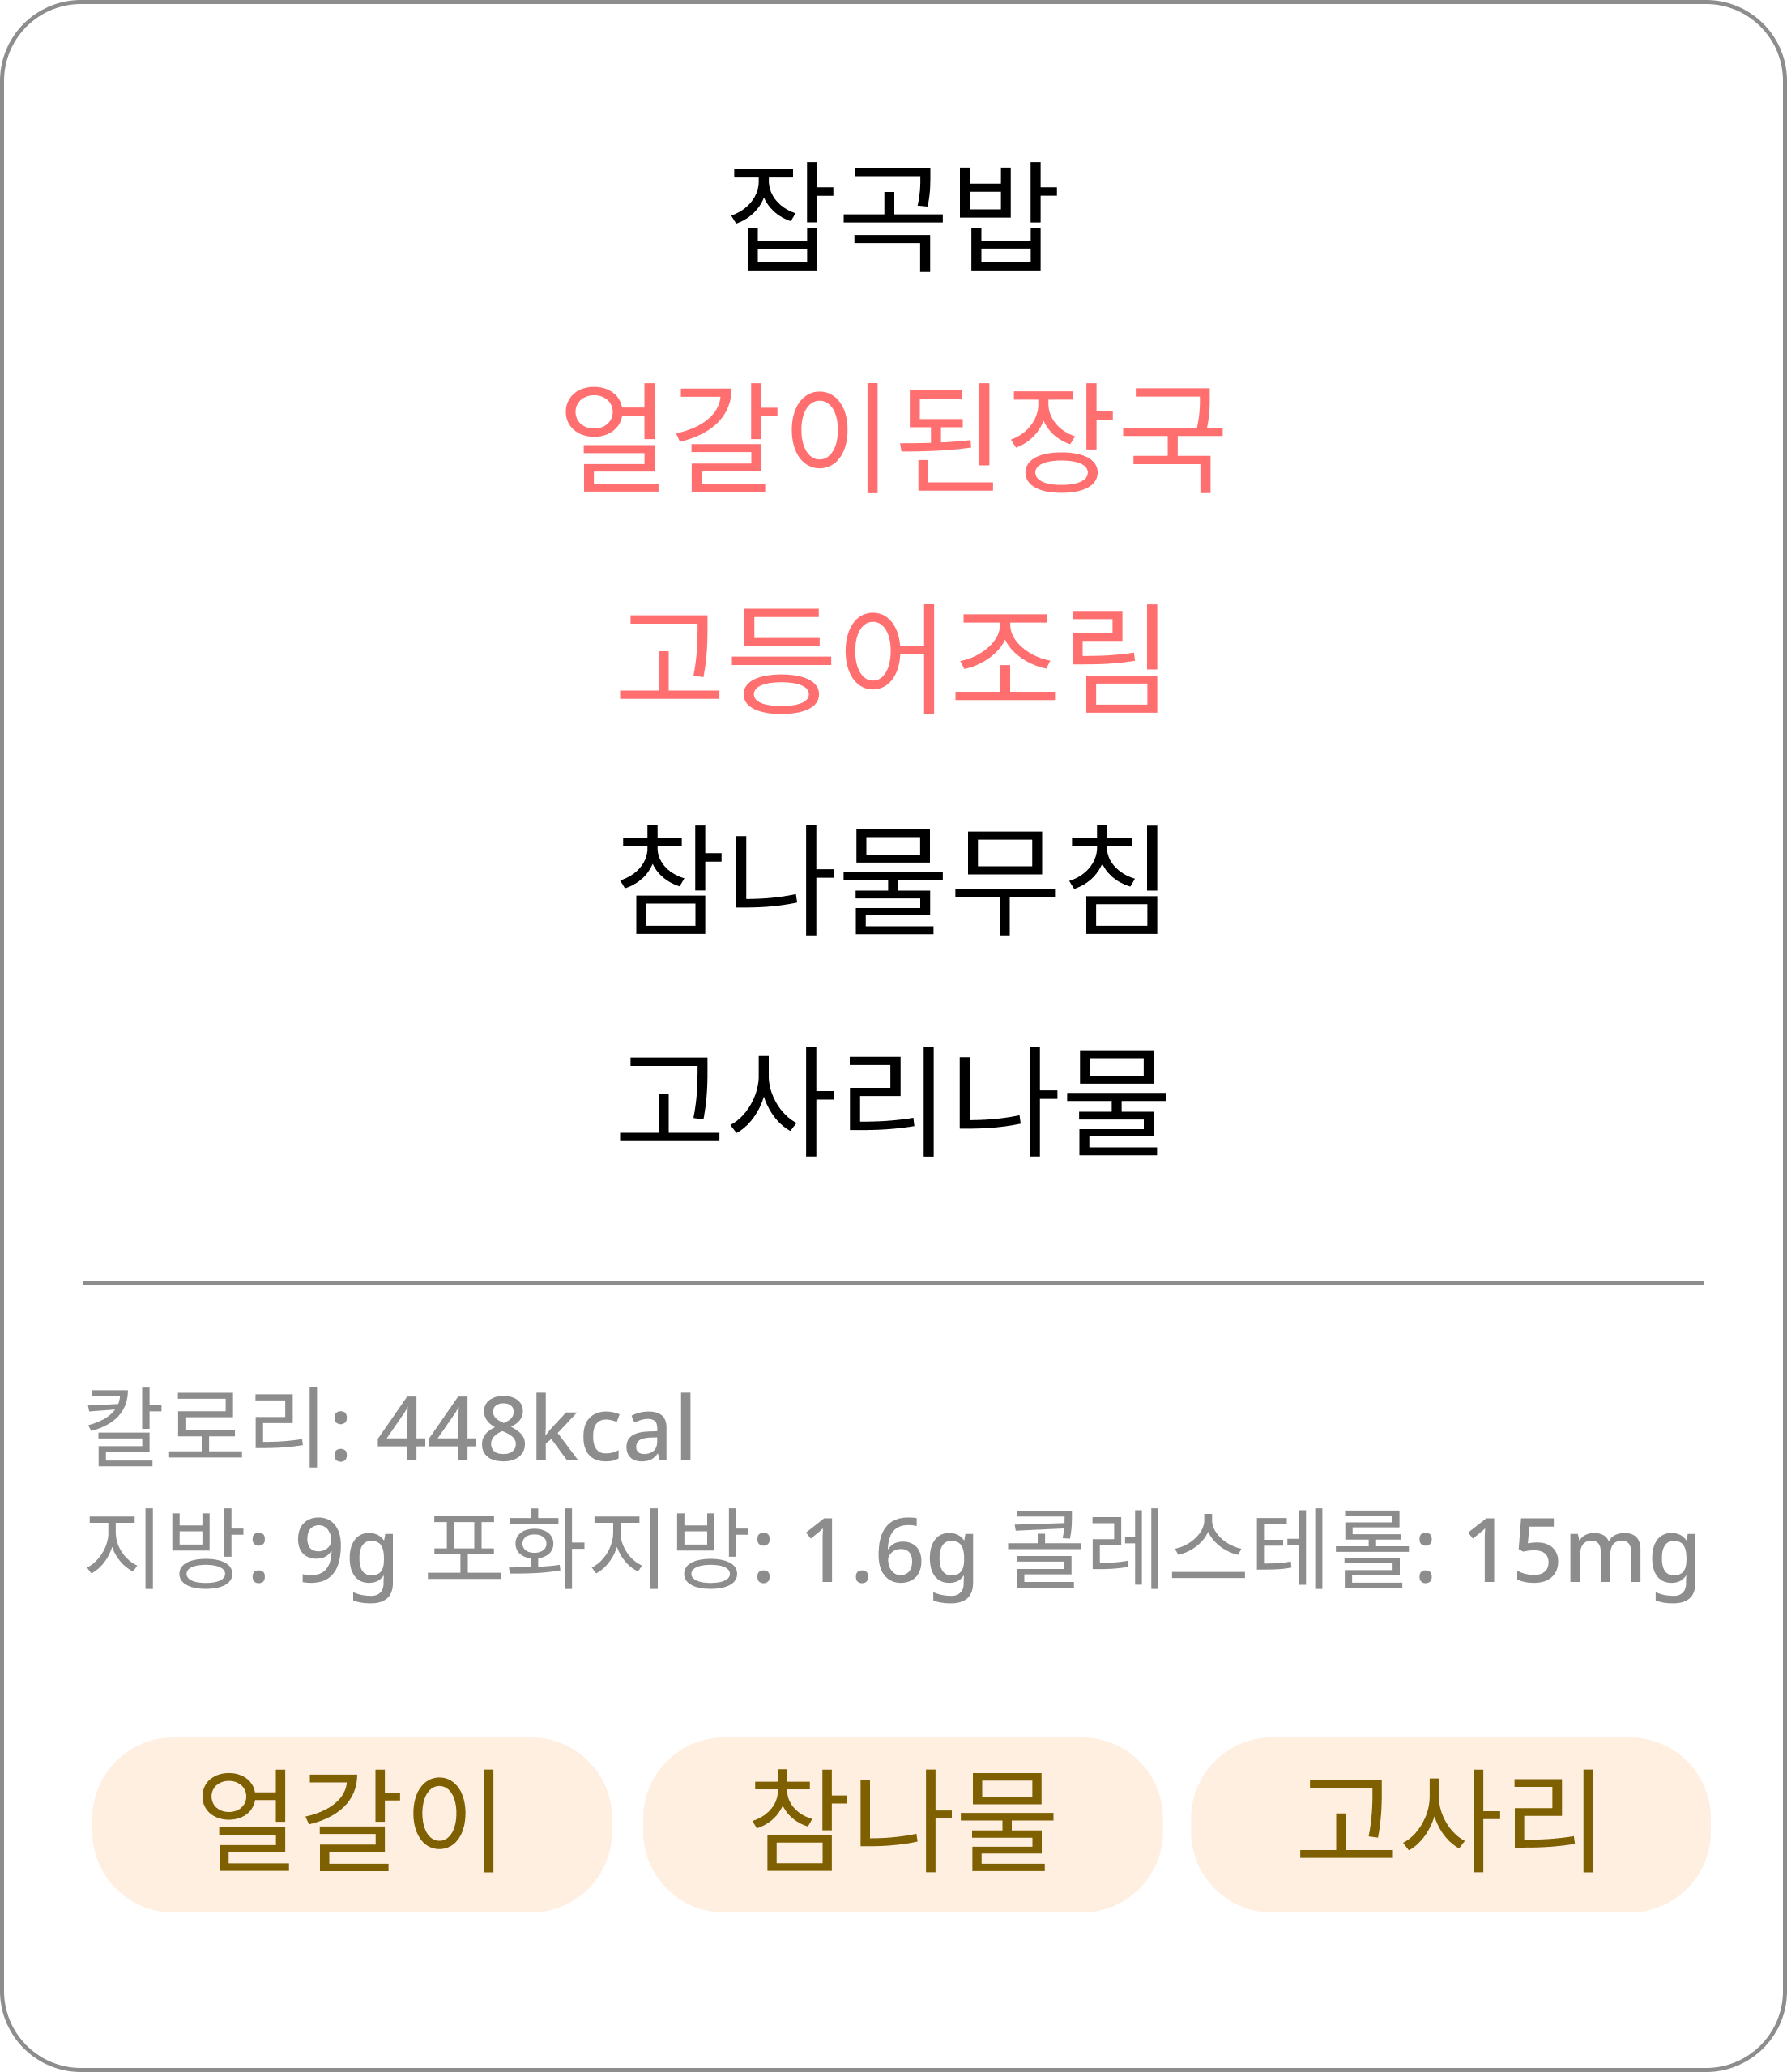 잡곡밥
얼갈이된장국
고등어조림
참나물무침
고사리나물
칼로리: 448kcal
지방: 9g 포화지방: 1.6g 콜레스테롤: 15mg
얼갈이 참나물 고사리